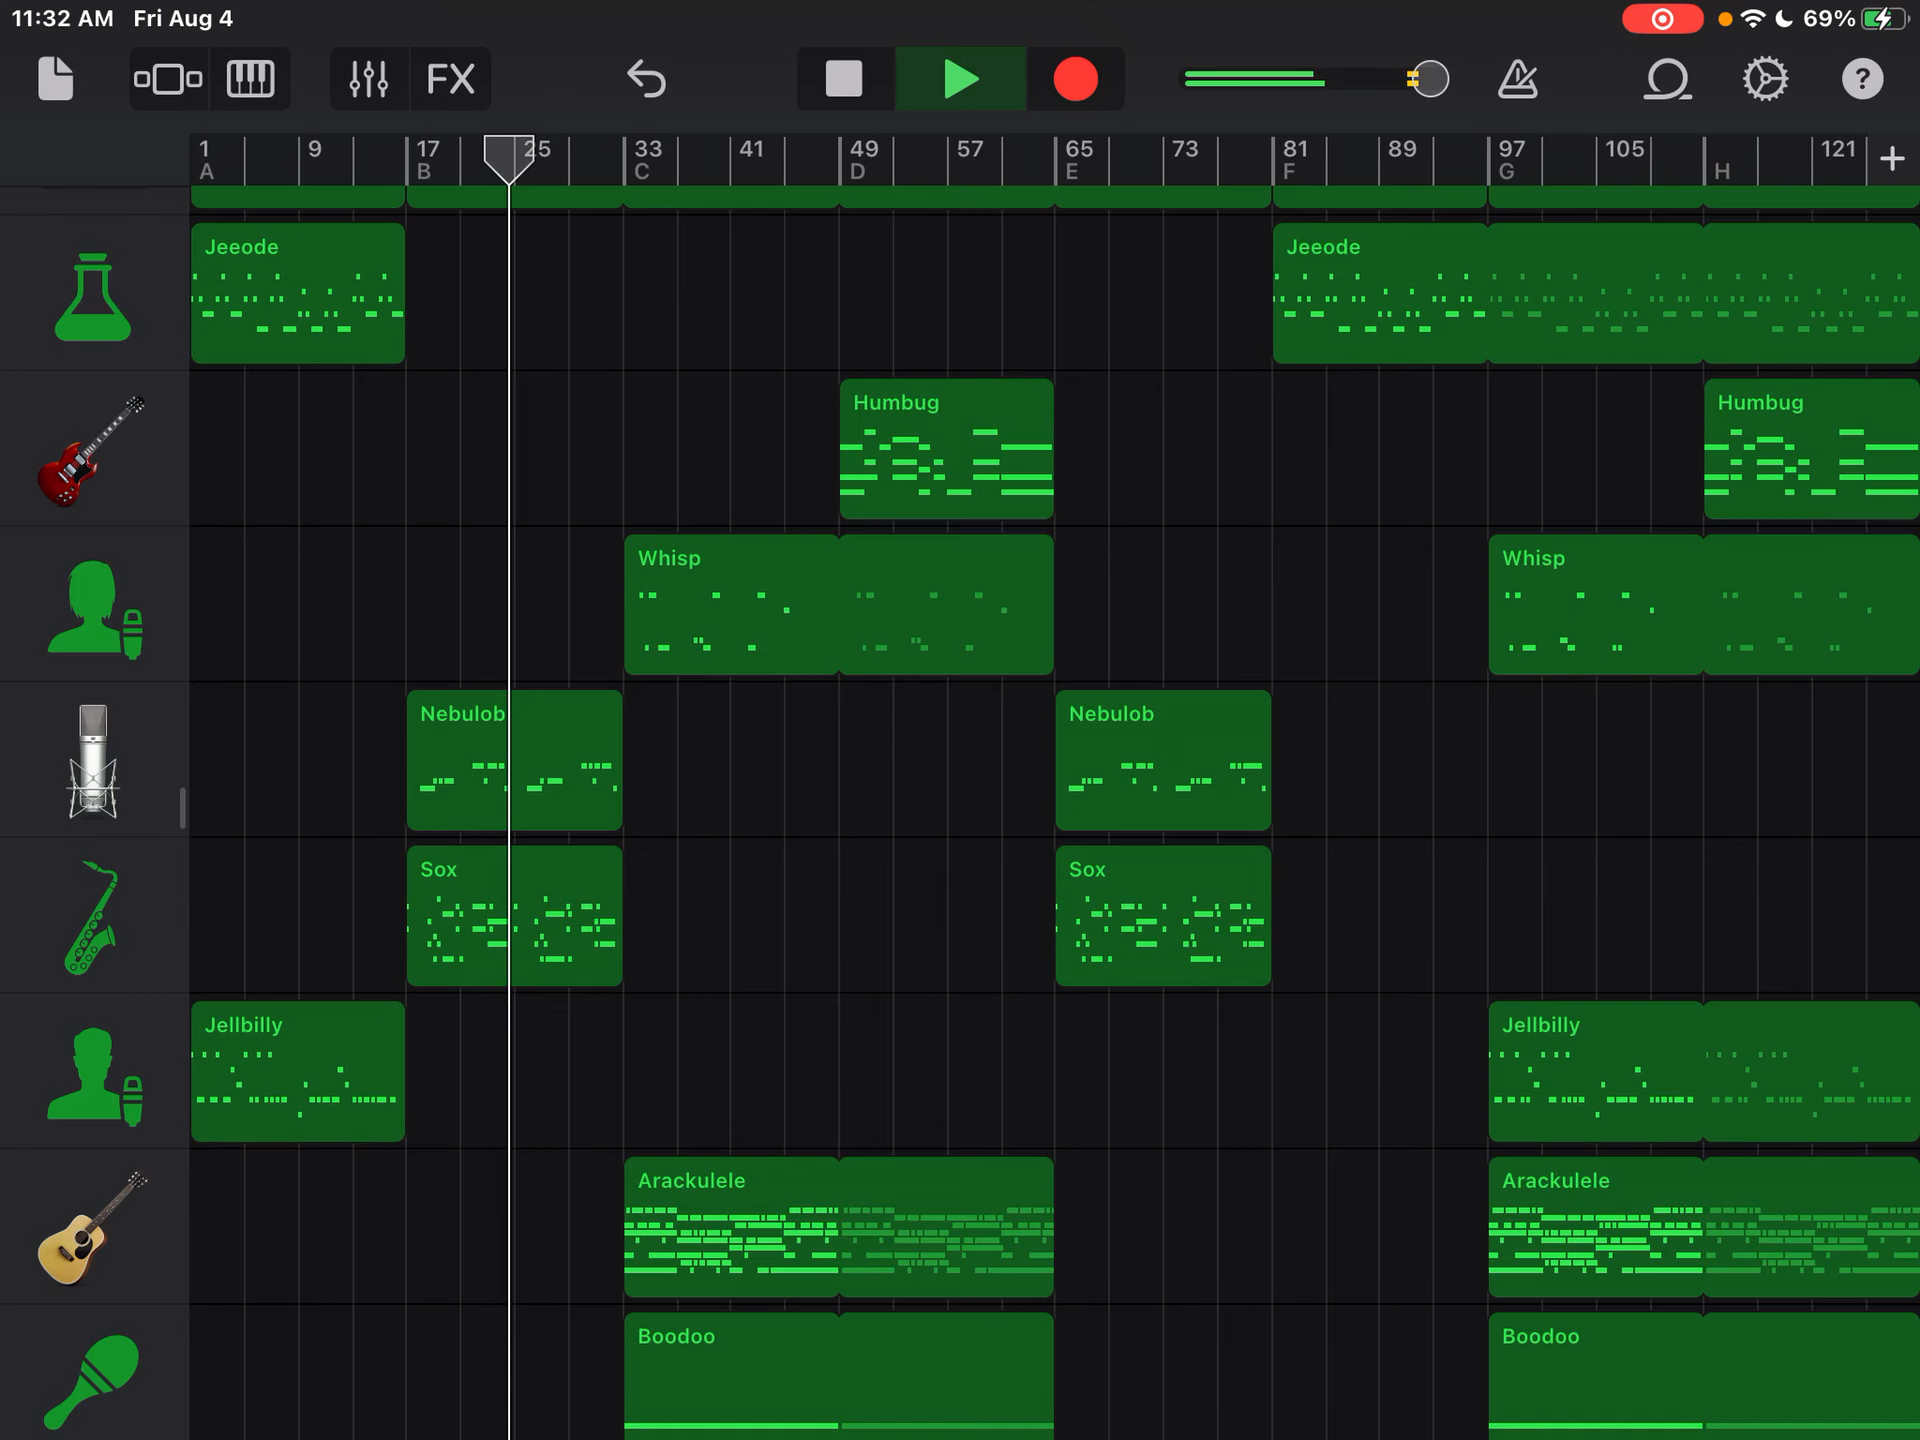 11:32 AM Fri Aug 4 69%
FX ?
1 9 17 25 33 41 49 57 65 73 81 89 97 105 121 +
A B C D E F G H
Jeeode Jeeode
Humbug Humbug
Whisp Whisp
Nebulob Nebulob
Sox Sox
Jellbilly Jellbilly
Arackulele Arackulele
Boodoo Boodoo